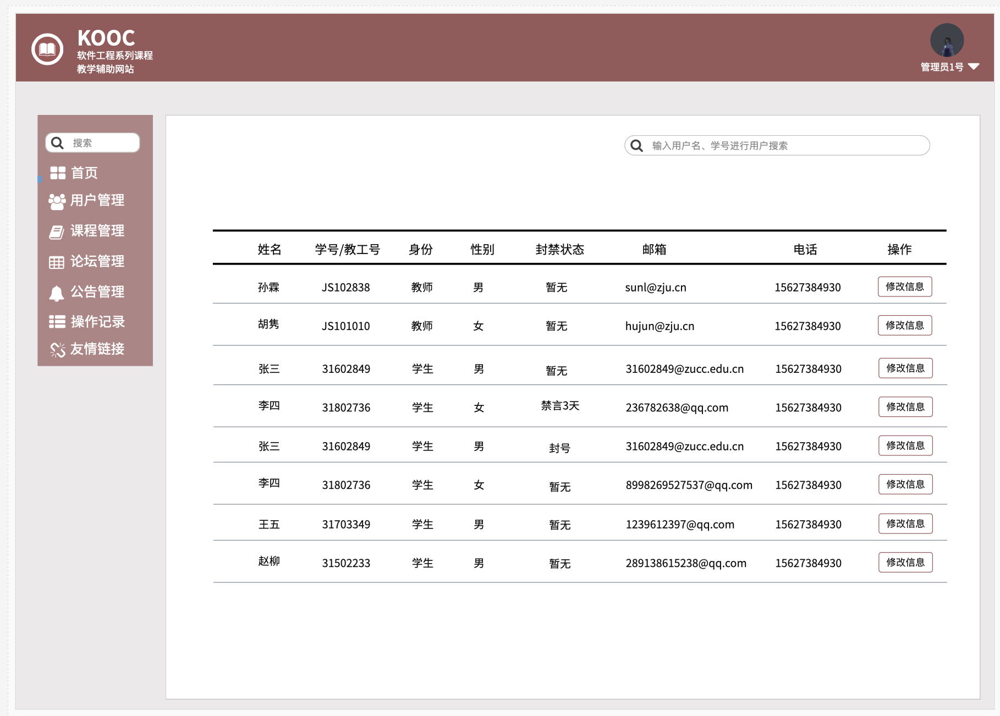 KOOC
软件工程系列课程
教学辅助网站
管理员1号
搜索
首页
用户管理
课程管理
论坛管理
公告管理
操作记录
友情链接
输入用户名、学号进行用户搜索
姓名 学号/教工号 身份 性别 封禁状态 邮箱 电话 操作
孙霖 JS102838 教师 男 暂无 sunl@zju.cn 15627384930 修改信息
胡隽 JS101010 教师 女 暂无 hujun@zju.cn 15627384930 修改信息
张三 31602849 学生 男 暂无 31602849@zucc.edu.cn 15627384930 修改信息
李四 31802736 学生 女 禁言3天 236782638@qq.com 15627384930 修改信息
张三 31602849 学生 男 封号 31602849@zucc.edu.cn 15627384930 修改信息
李四 31802736 学生 女 暂无 8998269527537@qq.com 15627384930 修改信息
王五 31703349 学生 男 暂无 1239612397@qq.com 15627384930 修改信息
赵柳 31502233 学生 男 暂无 289138615238@qq.com 15627384930 修改信息